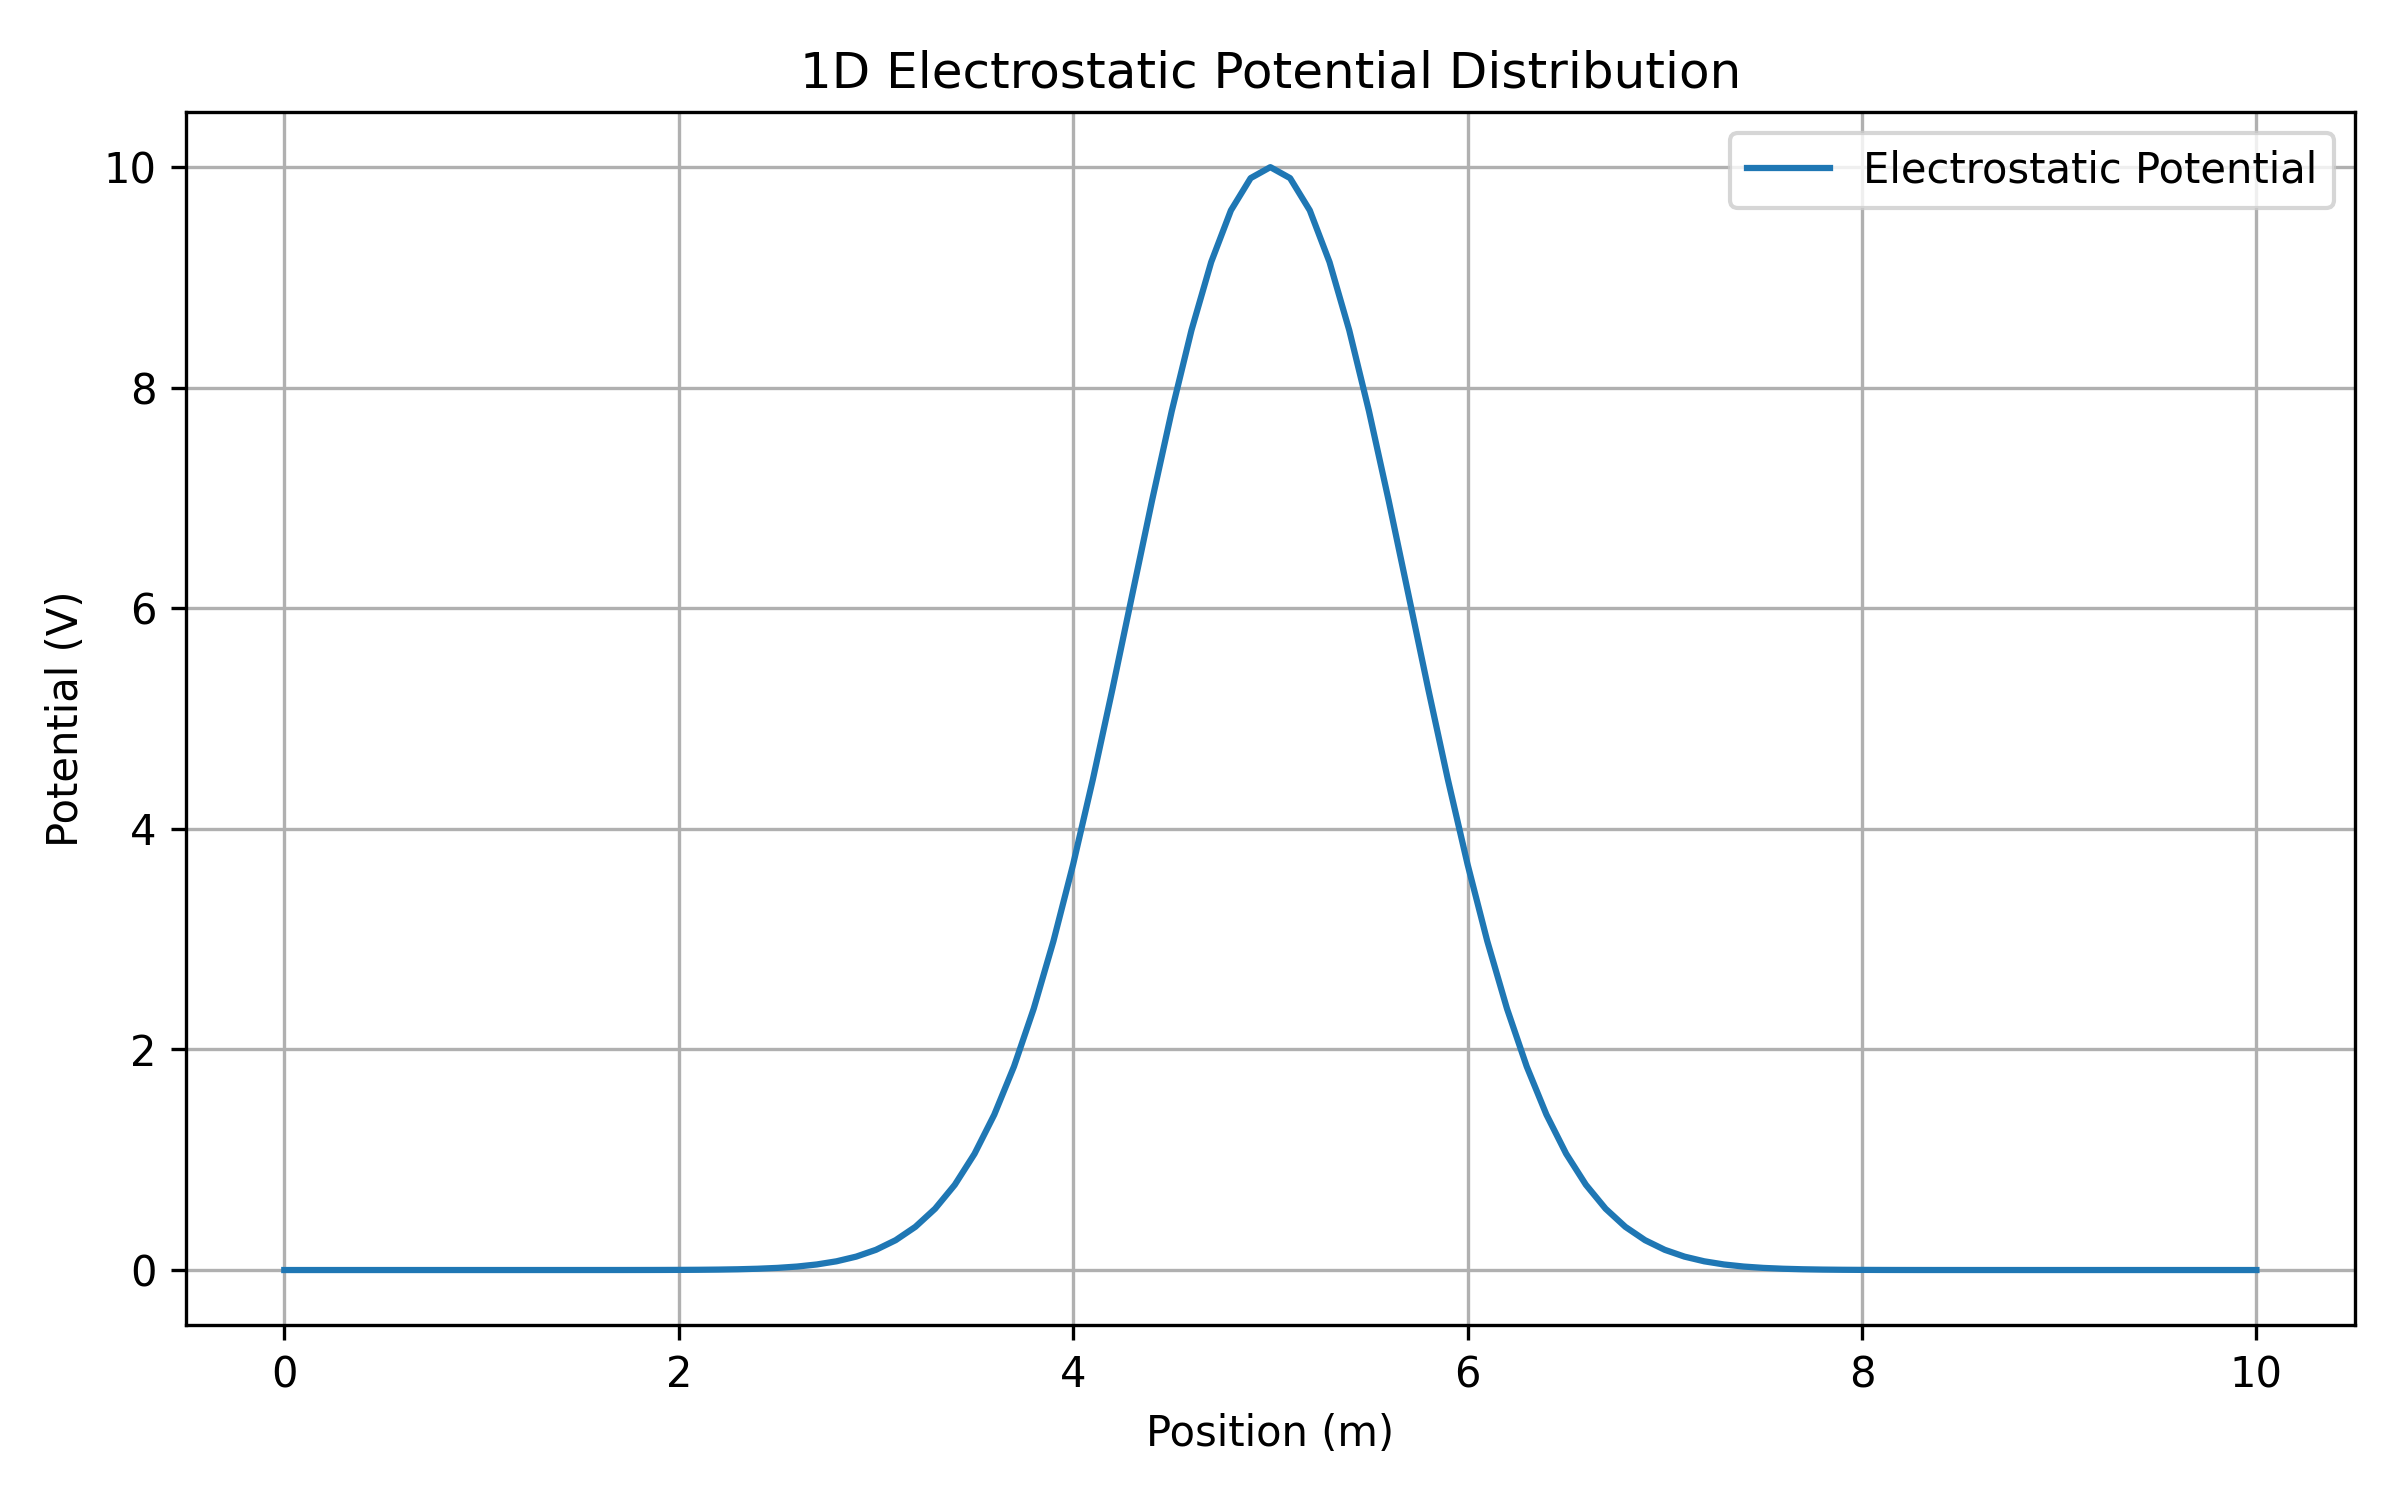 1D Electrostatic Potential Distribution
Electrostatic Potential
10
8
6
4
2
0
Potential (V)
0 2 4 6 8 10
Position (m)